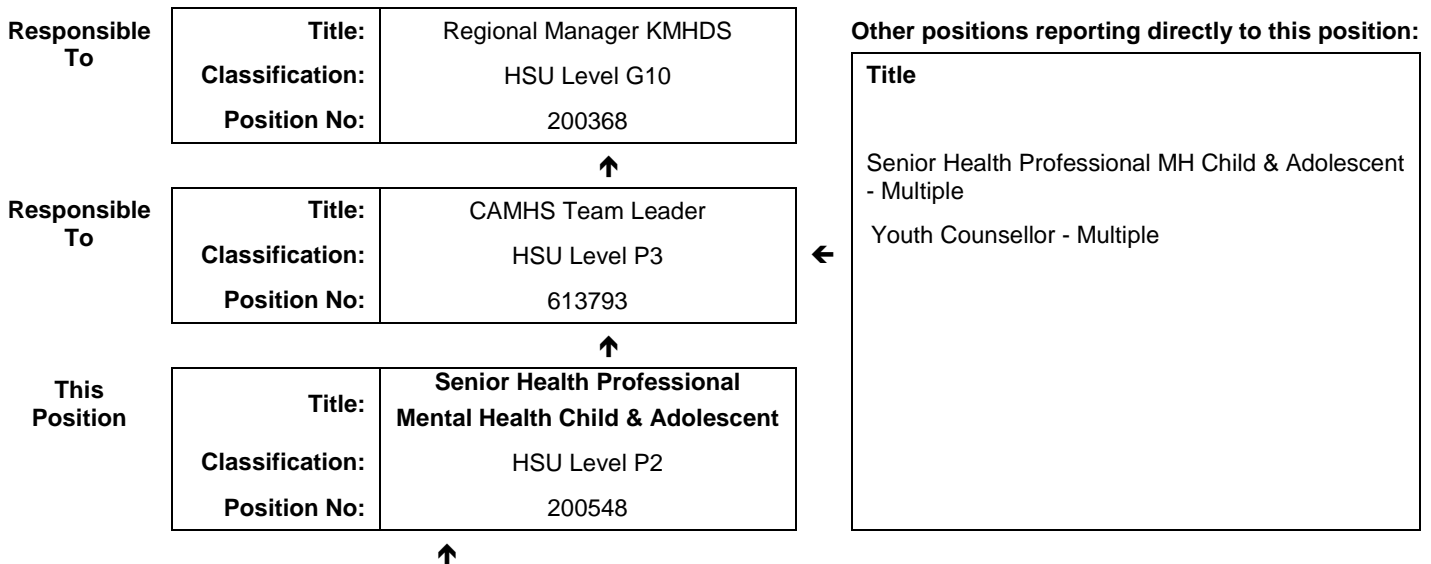 Responsible
To
Title:
Regional Manager KMHDS
Classification:
HSU Level G10
Position No:
200368
Responsible
To
Title:
CAMHS Team Leader
Classification:
HSU Level P3
Position No:
613793
This
Position
Title:
Senior Health Professional
Mental Health Child & Adolescent
Classification:
HSU Level P2
Position No:
200548
Other positions reporting directly to this position:
Title
Senior Health Professional MH Child & Adolescent
- Multiple
Youth Counsellor - Multiple